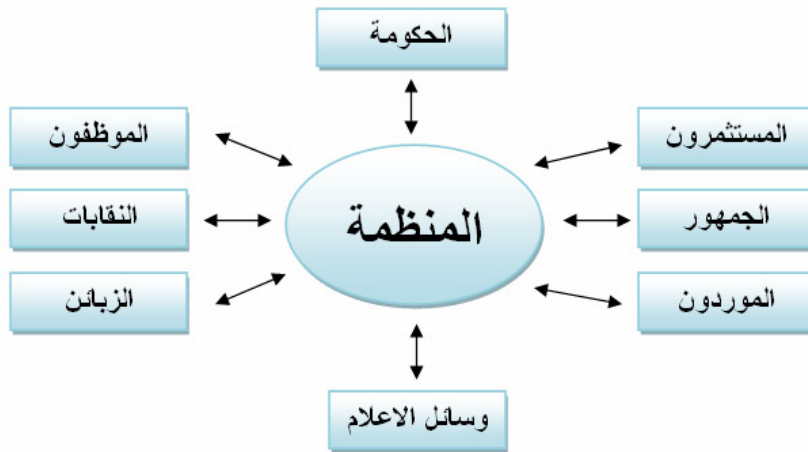 الحكومة
المستثمرون
الموظفون
الجمهور
المنظمة
النقابات
الموردون
الزبائن
وسائل الاعلام